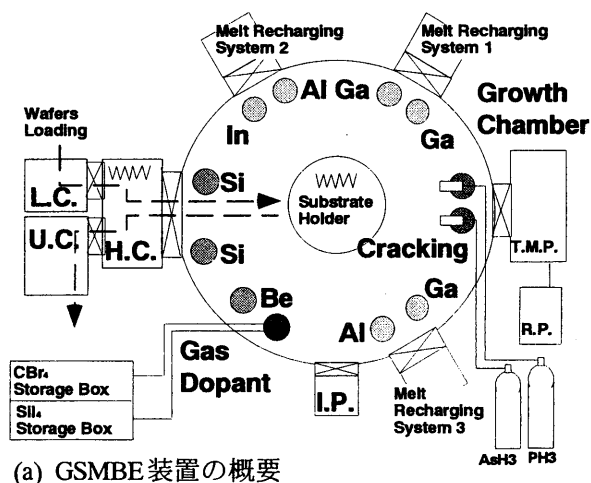 Melt Recharging
System 2
Melt Recharging
System 1
Al Ga
Growth
Chamber
Wafers
Loading
In
Ga
Si
Substrate
Holder
L.C.
U.C.
H.C.
T.M.P.
Cracking
Si
Be
Ga
Al
R.P.
Gas
Dopant
CBr₄
Storage Box
SiI₄
Storage Box
I.P.
Melt
Recharging
System 3
AsH3
PH3
(a) GSMBE装置の概要